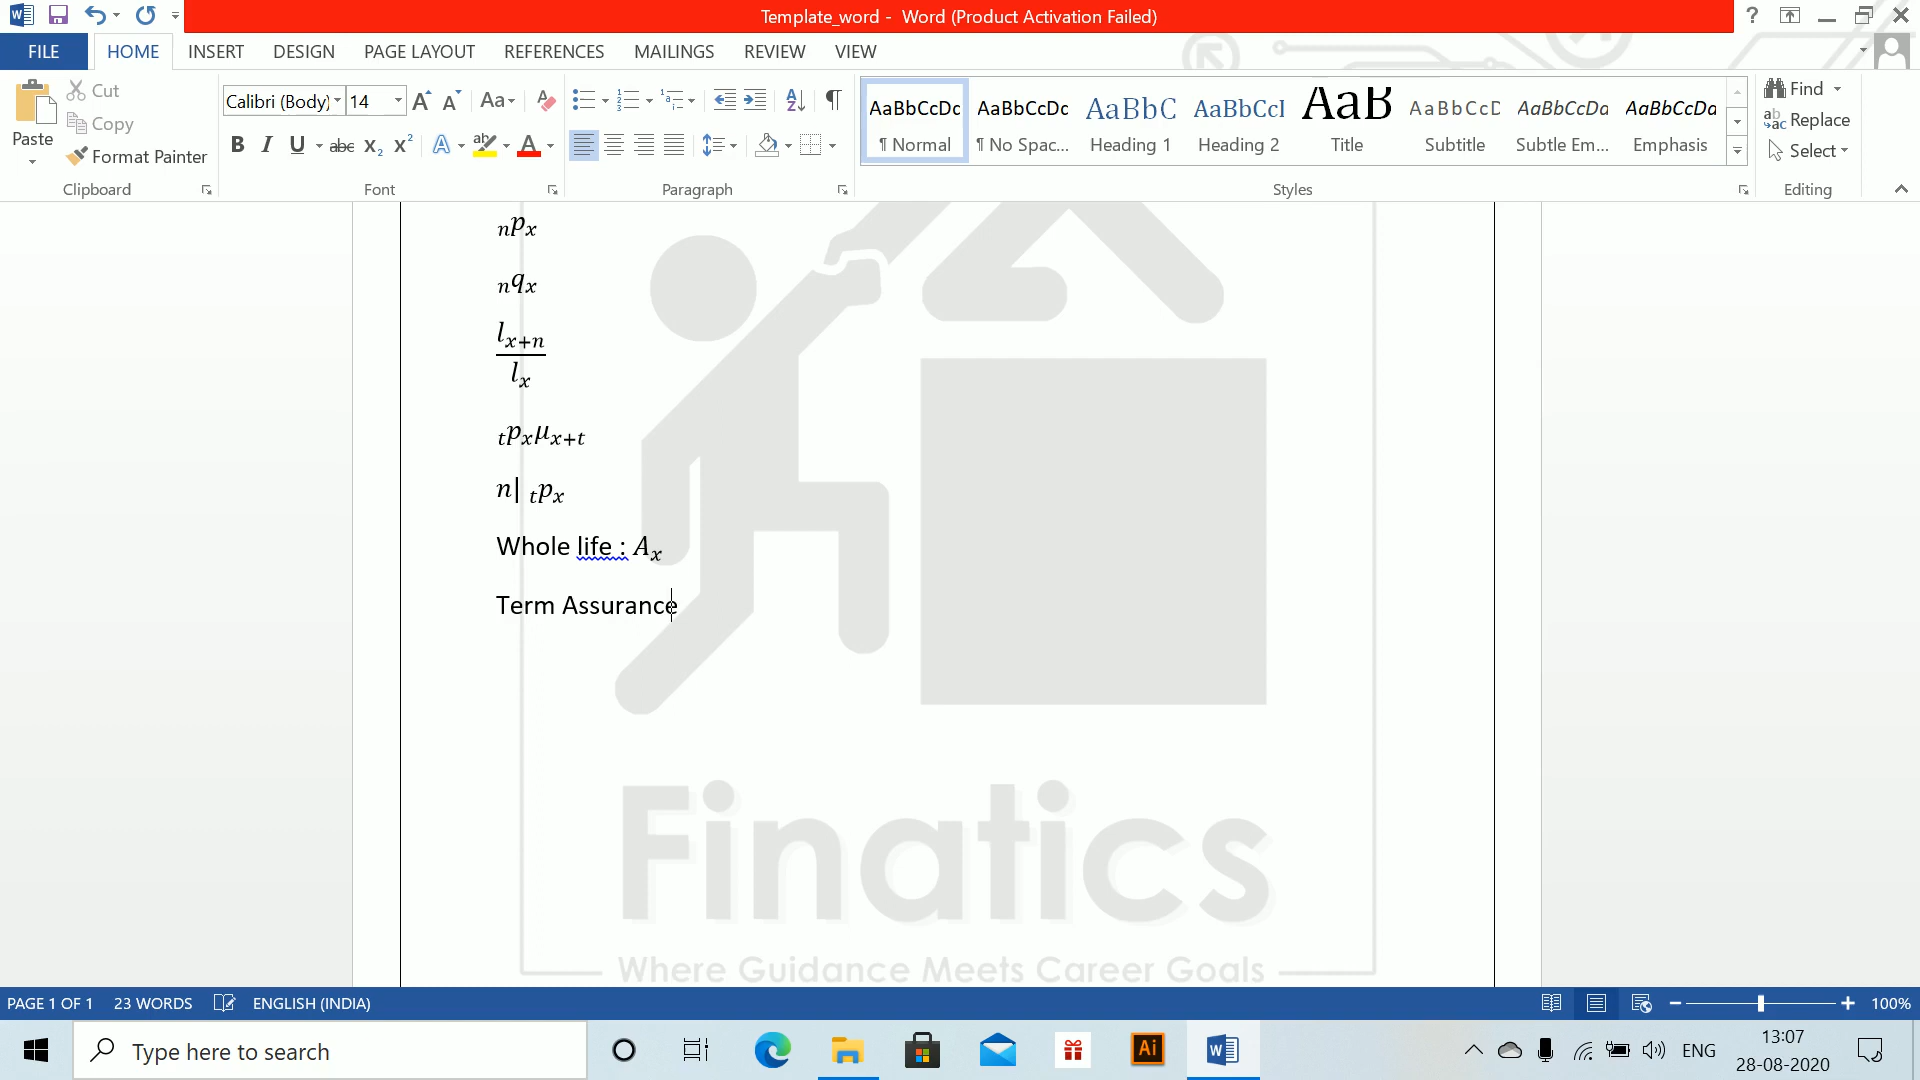 Template_word - Word (Product Activation Failed)
FILE HOME INSERT DESIGN PAGE LAYOUT REFERENCES MAILINGS REVIEW VIEW
Paste
Cut
Copy
Format Painter
Clipboard
Calibri (Body) 14
Font
Paragraph
AaBbCcDc AaBbCcDc AaBbC AaBbCcI AaB AaBbCcD AaBbCcDa AaBbCcDa
¶ Normal ¶ No Spac... Heading 1 Heading 2 Title Subtitle Subtle Em... Emphasis
Styles
Find
Replace
Select
Editing
ₙpₓ
ₙqₓ
lₓ₊ₙ
lₓ
ₜpₓμₓ₊ₜ
n| ₜpₓ
Whole life : Aₓ
Term Assurance
Finatics
Where Guidance Meets Career Goals
PAGE 1 OF 1 23 WORDS ENGLISH (INDIA) 100%
Type here to search
Ai
ENG
13:07
28-08-2020